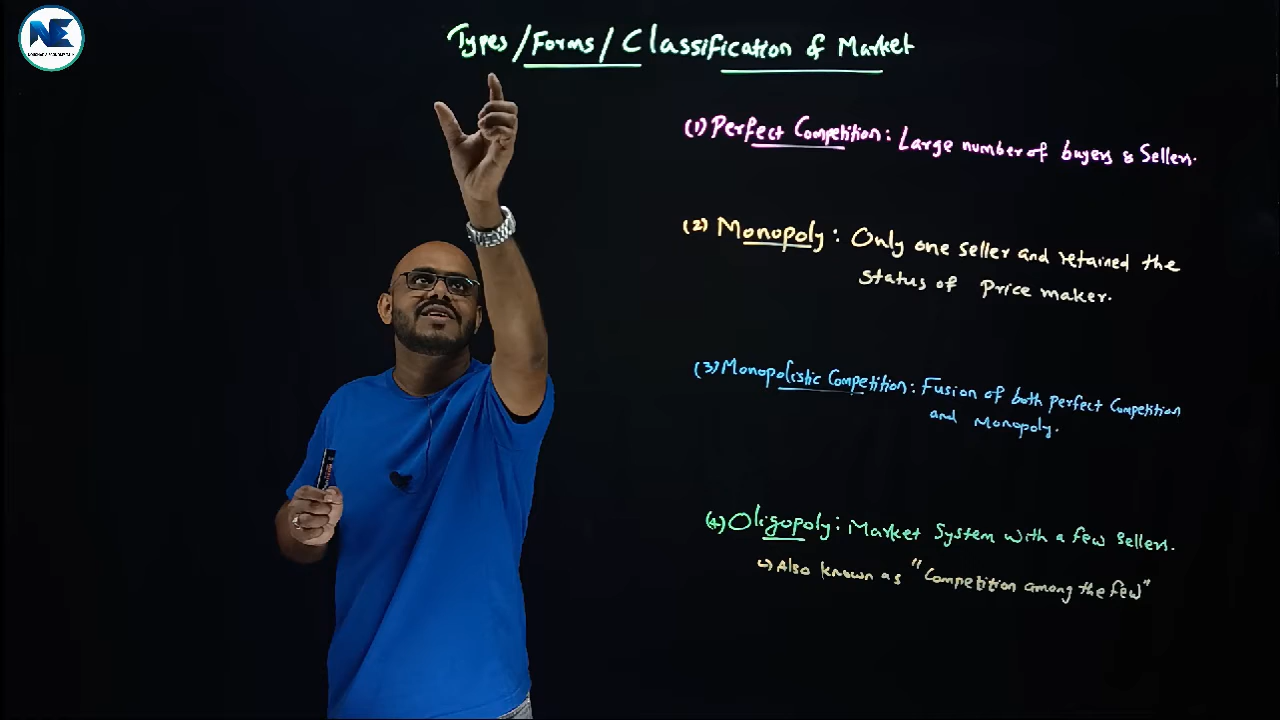 NE
Types / Forms / Classification of Market
(1) Perfect Competition: Large number of buyers & Sellers.
(2) Monopoly: Only one seller and retained the
status of Price maker.
(3) Monopolistic Competition: Fusion of both Perfect Competition
and Monopoly.
(4) Oligopoly: Market System with a few sellers.
Also known as "Competition among the few"